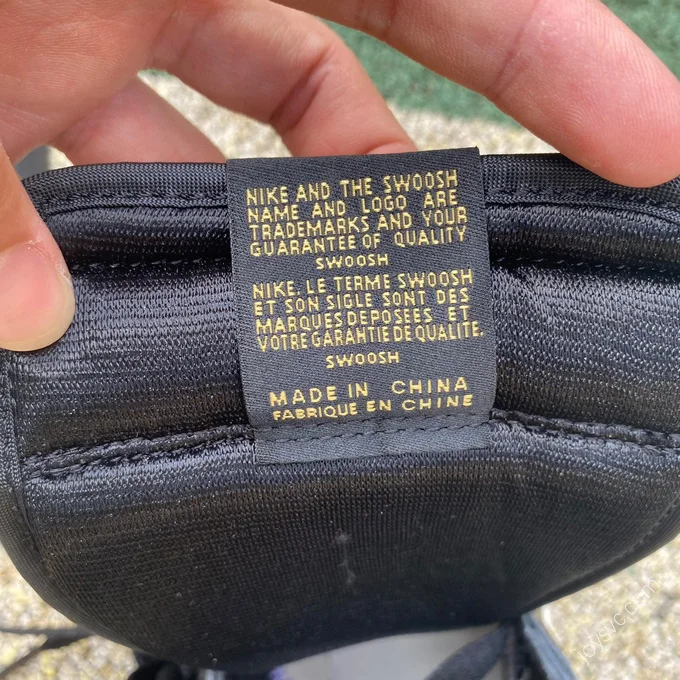 NIKE AND THE SWOOSH
NAME AND LOGO ARE
TRADEMARKS AND YOUR
GUARANTEE OF QUALITY
SWOOSH
NIKE. LE TERME SWOOSH
ET SON SIGLE SONT DES
MARQUES DEPOSEES ET
VOTRE GARANTIE DE QUALITE.
SWOOSH
MADE IN CHINA
FABRIQUE EN CHINE